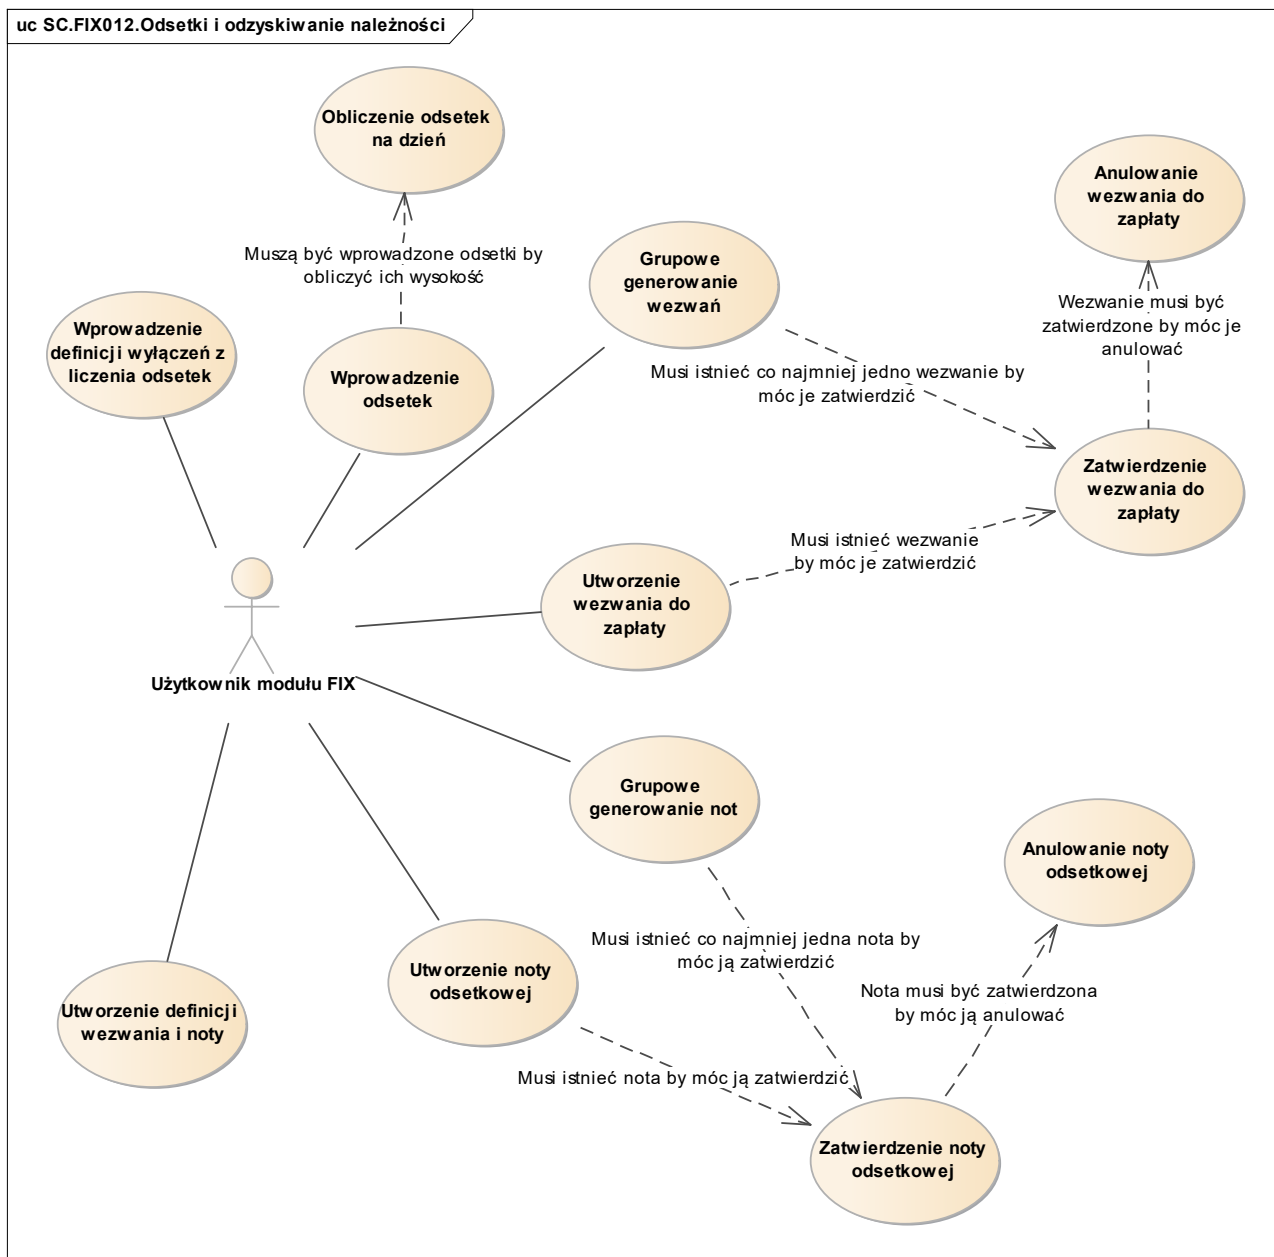 uc SC.FIX012.Odsetki i odzyskiwanie należności
Obliczenie odsetek
na dzień
Muszą być wprowadzone odsetki by
obliczyć ich wysokość
Wprowadzenie
definicji wyłączeń z
liczenia odsetek
Wprowadzenie
odsetek
Grupowe
generowanie
wezwań
Anulowanie
wezwania do
zapłaty
Wezwanie musi być
zatwierdzone by móc je
anulować
Musi istnieć co najmniej jedno wezwanie by
móc je zatwierdzić
Zatwierdzenie
wezwania do
zapłaty
Musi istnieć wezwanie
by móc je zatwierdzić
Utworzenie
wezwania do
zapłaty
Użytkownik modułu FIX
Grupowe
generowanie not
Anulowanie noty
odsetkowej
Musi istnieć co najmniej jedna nota by
móc ją zatwierdzić
Utworzenie noty
odsetkowej
Nota musi być zatwierdzona
by móc ją anulować
Utworzenie definicji
wezwania i noty
Musi istnieć nota by móc ją zatwierdzić
Zatwierdzenie noty
odsetkowej